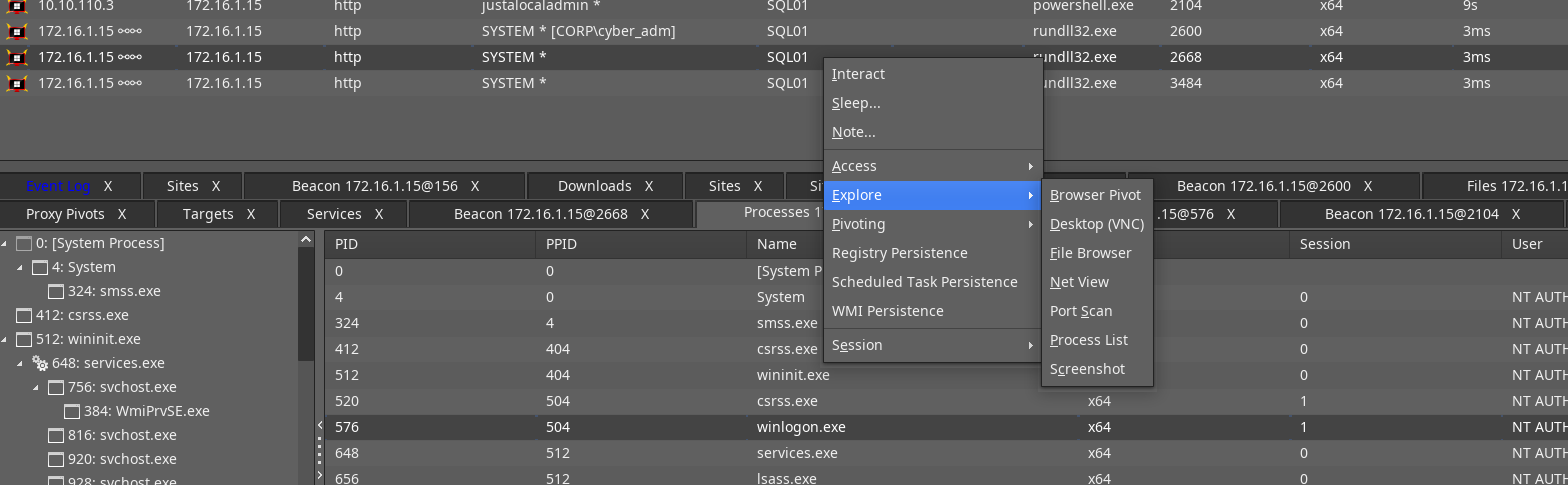 10.10.110.3 172.16.1.15 http justalocaladmin * SQL01 powershell.exe 2104 x64 9s
172.16.1.15 172.16.1.15 http SYSTEM * [CORP\cyber_adm] SQL01 rundll32.exe 2600 x64 3ms
172.16.1.15 172.16.1.15 http SYSTEM * SQL01 rundll32.exe 2668 x64 3ms
172.16.1.15 172.16.1.15 http SYSTEM * SQL01 undll32.exe 3484 x64 3ms
Interact
Sleep...
Note...
Access
Explore
Pivoting
Registry Persistence
Scheduled Task Persistence
WMI Persistence
Session
Browser Pivot
Desktop (VNC)
File Browser
Net View
Port Scan
Process List
Screenshot
Event Log X Sites X Beacon 172.16.1.15@156 X Downloads X Sites X Si Beacon 172.16.1.15@2600 X Files 172.16.1
Proxy Pivots X Targets X Services X Beacon 172.16.1.15@2668 X Processes 1 .15@576 X Beacon 172.16.1.15@2104 X
0: [System Process]
4: System
324: smss.exe
412: csrss.exe
512: wininit.exe
648: services.exe
756: svchost.exe
384: WmiPrvSE.exe
816: svchost.exe
920: svchost.exe
928: svchost.exe
PID PPID Name Session User
0 0 [System P
4 0 System 0 NT AUTH
324 4 smss.exe 0 NT AUTH
412 404 csrss.exe 0 NT AUTH
512 404 wininit.exe 0 NT AUTH
520 504 csrss.exe x64 1 NT AUTH
576 504 winlogon.exe x64 1 NT AUTH
648 512 services.exe x64 0 NT AUTH
656 512 lsass.exe x64 0 NT AUTH